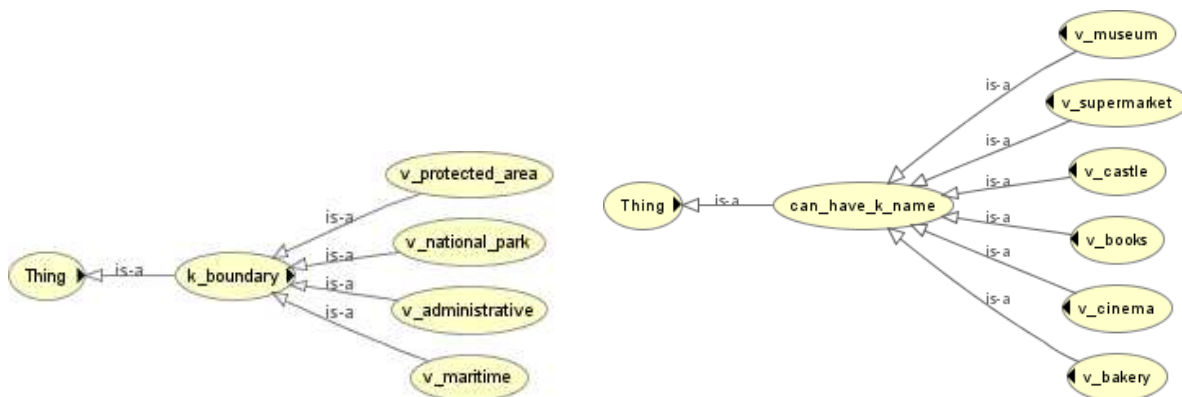 v_protected_area
is-a
v_national_park
is-a
Thing
is-a
k_boundary
is-a
v_administrative
is-a
v_maritime
v_museum
is-a
v_supermarket
is-a
v_castle
is-a
Thing
is-a
can_have_k_name
is-a
v_books
is-a
v_cinema
is-a
v_bakery